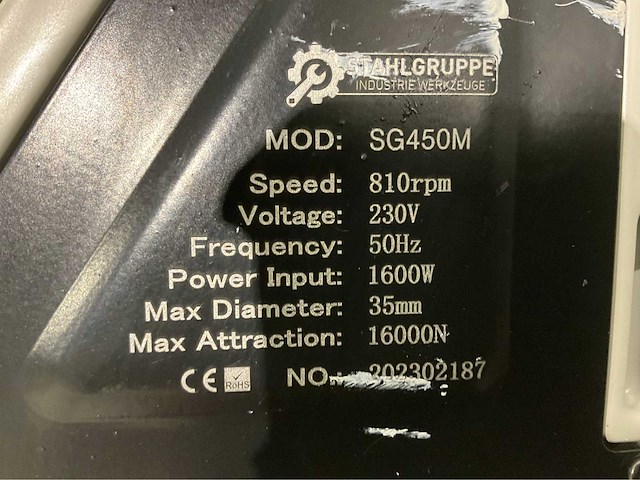 STAHLGRUPPE
INDUSTRIE WERKZEUGE
MOD: SG450M
Speed: 810rpm
Voltage: 230V
Frequency: 50Hz
Power Input: 1600W
Max Diameter: 35mm
Max Attraction: 16000N
CE RoHS NO.: 202302187